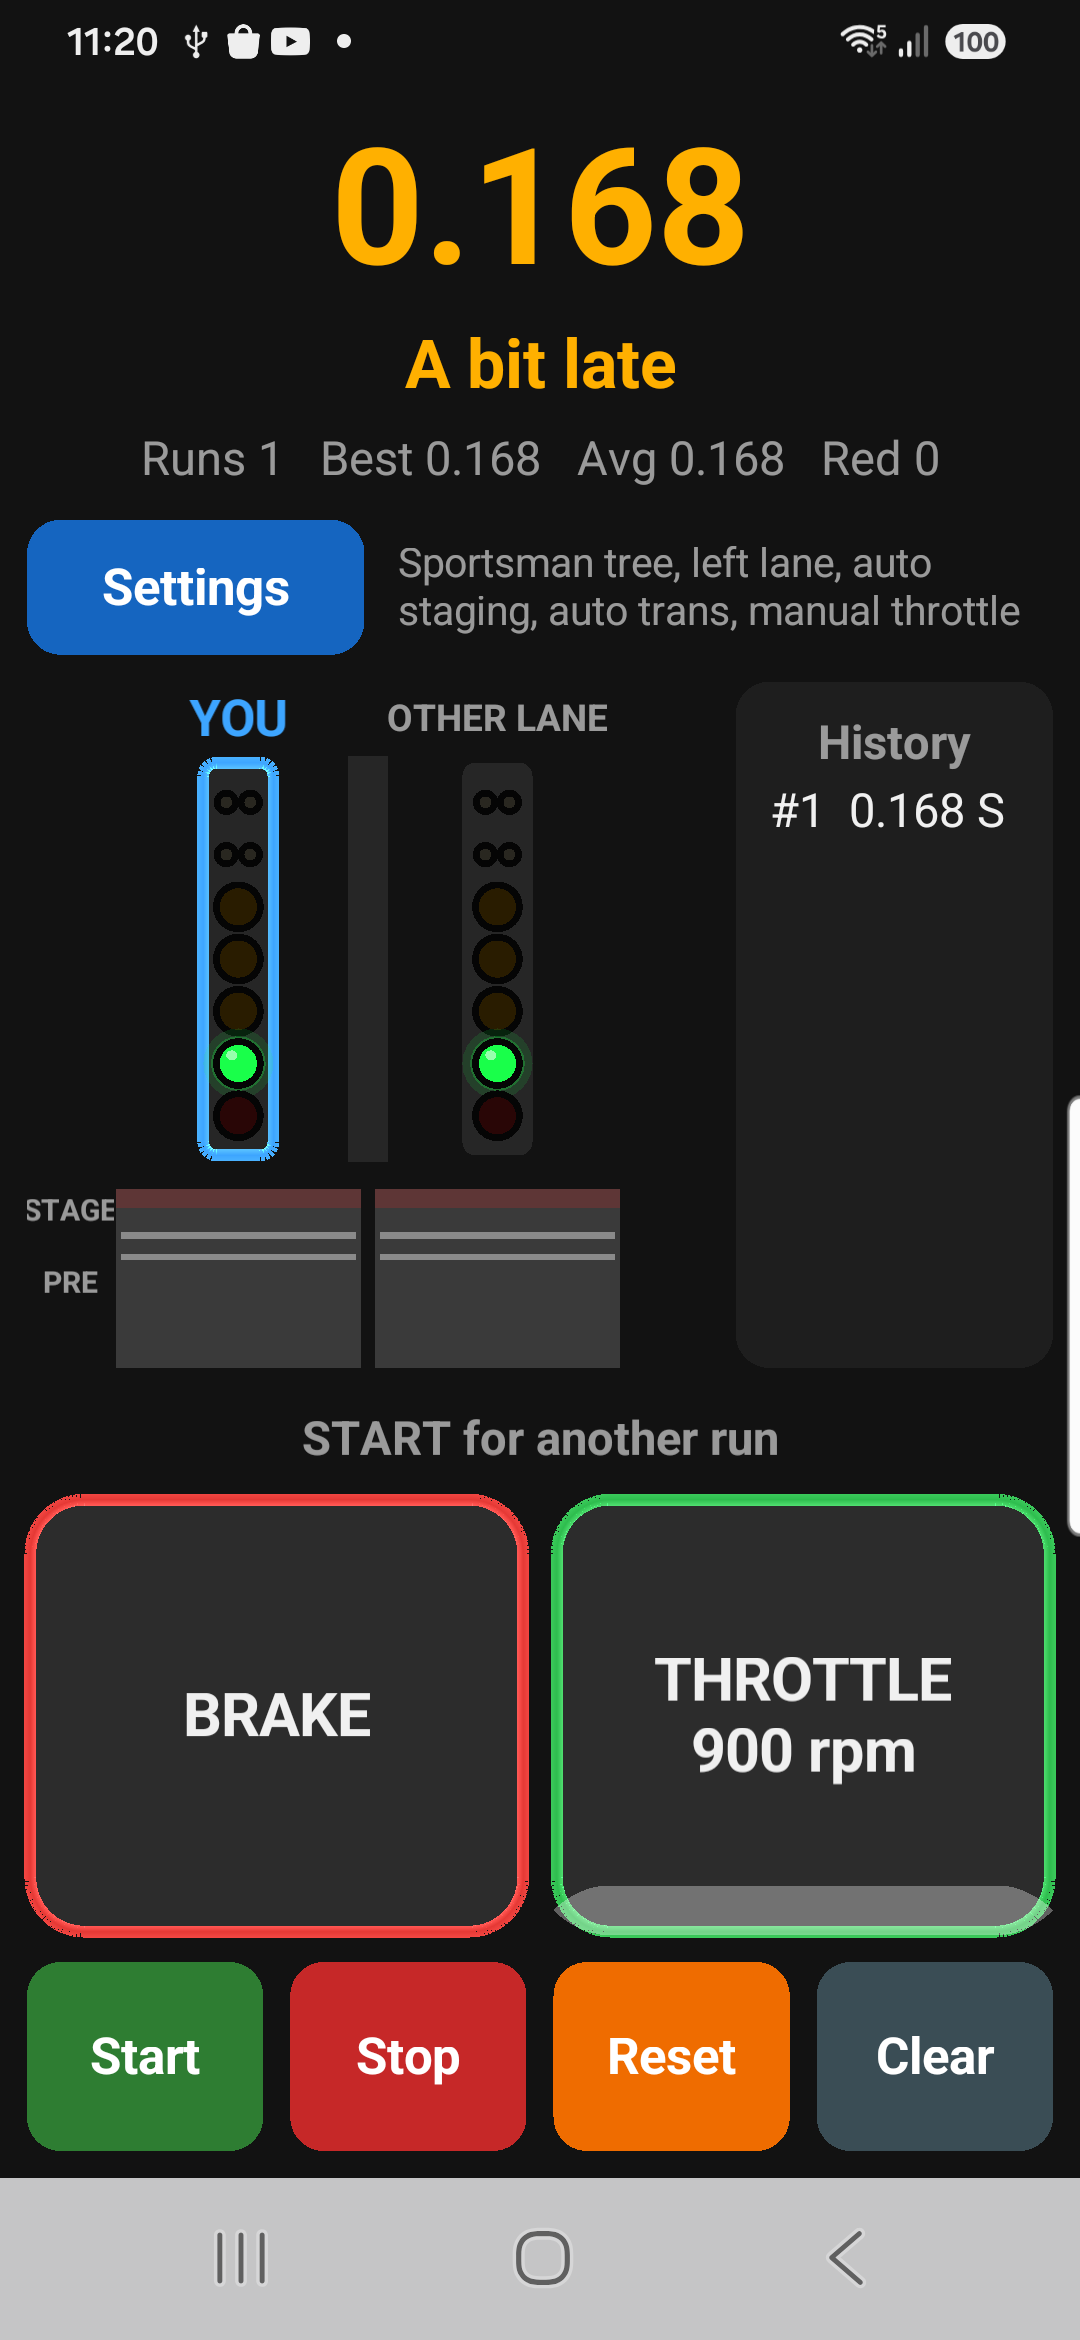 11:20
5
100
0.168
A bit late
Runs 1 Best 0.168 Avg 0.168 Red 0
Settings
Sportsman tree, left lane, auto
staging, auto trans, manual throttle
YOU
OTHER LANE
History
#1 0.168 S
STAGE
PRE
START for another run
BRAKE
THROTTLE
900 rpm
Start
Stop
Reset
Clear